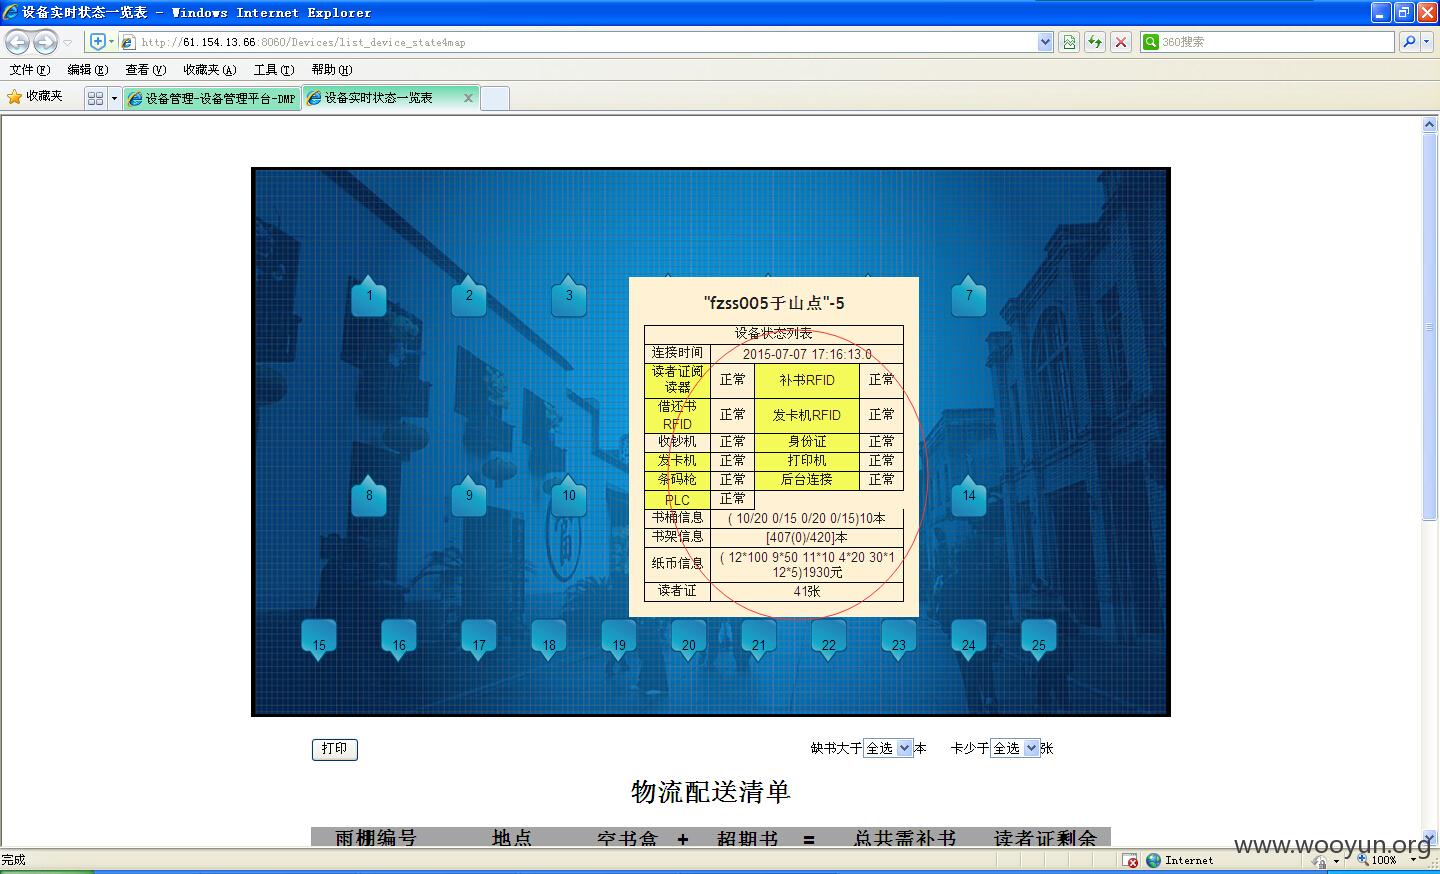 设备实时状态一览表 - Windows Internet Explorer
http://61.154.13.66:8060/Devices/list_device_state4map
360搜索
文件(F) 编辑(E) 查看(V) 收藏夹(A) 工具(T) 帮助(H)
收藏夹 设备管理-设备管理平台-DMP 设备实时状态一览表
1 2 3 7
"fzss005于山点"-5
设备状态列表
连接时间 2015-07-07 17:16:13.0
读者证阅读器 正常 补书RFID 正常
借还书RFID 正常 发卡机RFID 正常
收钞机 正常 身份证 正常
发卡机 正常 打印机 正常
条码枪 正常 后台连接 正常
PLC 正常
书桶信息 ( 10/20 0/15 0/20 0/15)10本
书架信息 [407(0)/420]本
纸币信息 ( 12*100 9*50 11*10 4*20 30*1
12*5)1930元
读者证 41张
8 9 10 14
15 16 17 18 19 20 21 22 23 24 25
打印 缺书大于 全选 本 卡少于 全选 张
物流配送清单
雨棚编号 地点 空书盒 + 超期书 = 总共需补书 读者证剩余
www.wooyun.org
完成 Internet 100%